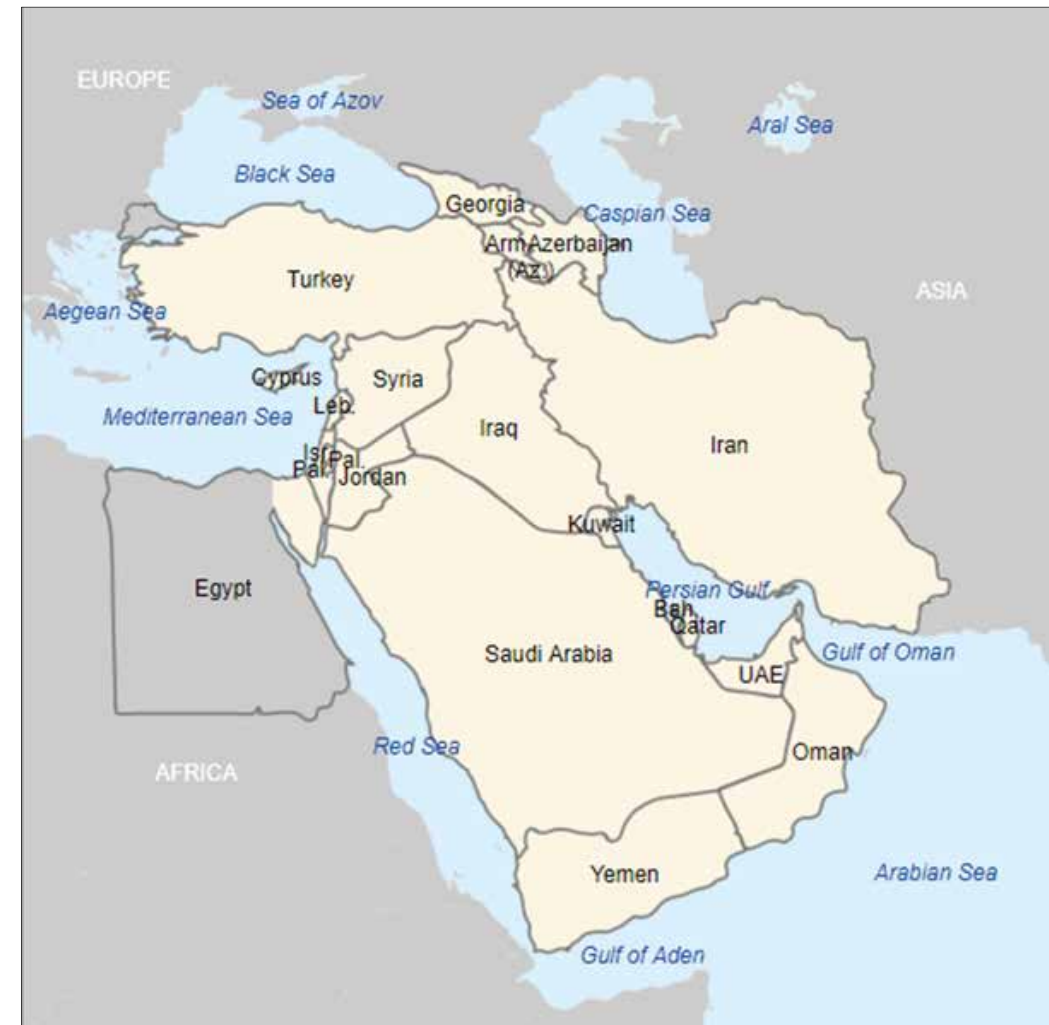 EUROPE
Sea of Azov
Aral Sea
Black Sea
Georgia
Caspian Sea
Arm
Azerbaijan
(Az.)
Turkey
ASIA
Aegean Sea
Cyprus
Syria
Leb.
Mediterranean Sea
Iraq
Iran
Isr.
Pal.
Pal.
Jordan
Kuwait
Egypt
Persian Gulf
Bah.
Qatar
Saudi Arabia
Gulf of Oman
UAE
Red Sea
Oman
AFRICA
Yemen
Arabian Sea
Gulf of Aden